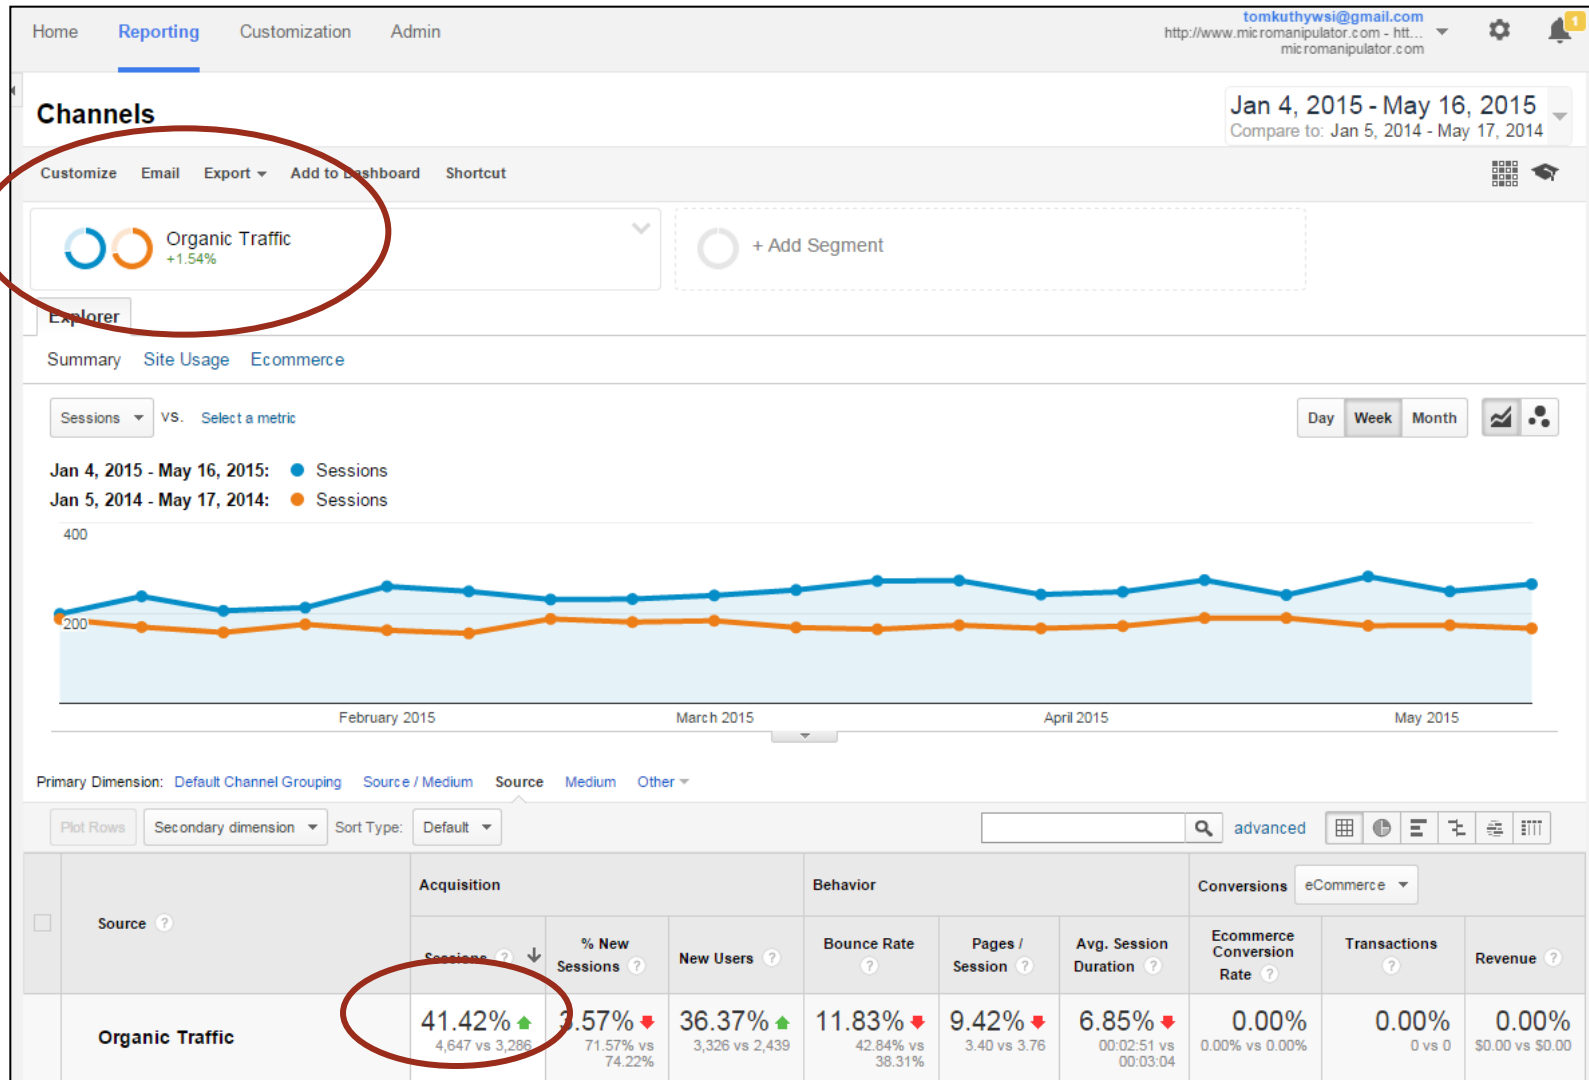 Home Reporting Customization Admin
tomkuthywsi@gmail.com
http://www.micromanipulator.com - htt...
micromanipulator.com
1
Channels
Jan 4, 2015 - May 16, 2015
Compare to: Jan 5, 2014 - May 17, 2014
Customize Email Export Add to Dashboard Shortcut
Organic Traffic
+1.54%
+ Add Segment
Explorer
Summary Site Usage Ecommerce
Sessions VS. Select a metric
Day Week Month
Jan 4, 2015 - May 16, 2015: Sessions
Jan 5, 2014 - May 17, 2014: Sessions
400
200
February 2015 March 2015 April 2015 May 2015
Primary Dimension: Default Channel Grouping Source / Medium Source Medium Other
Plot Rows Secondary dimension Sort Type: Default advanced
Acquisition Behavior Conversions eCommerce
Source ?
Sessions ?
% New
Sessions ?
New Users ?
Bounce Rate
?
Pages /
Session ?
Avg. Session
Duration ?
Ecommerce
Conversion
Rate ?
Transactions
?
Revenue ?
Organic Traffic
41.42%
4,647 vs 3,286
3.57%
71.57% vs
74.22%
36.37%
3,326 vs 2,439
11.83%
42.84% vs
38.31%
9.42%
3.40 vs 3.76
6.85%
00:02:51 vs
00:03:04
0.00%
0.00% vs 0.00%
0.00%
0 vs 0
0.00%
$0.00 vs $0.00